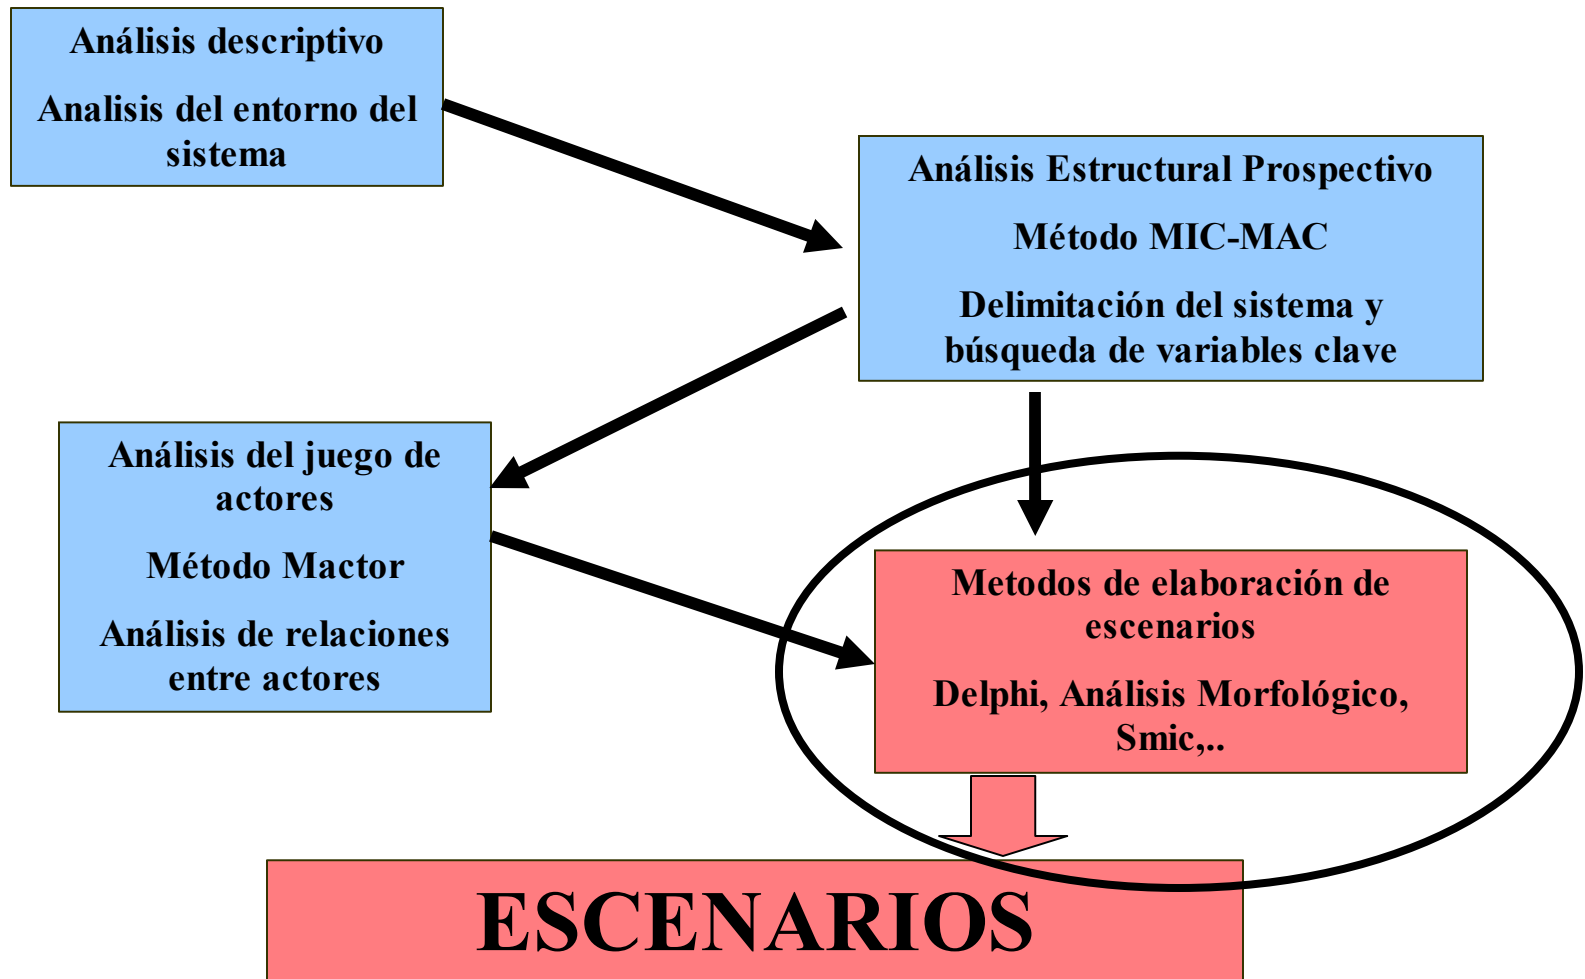 Análisis descriptivo
Analisis del entorno del
sistema
Análisis Estructural Prospectivo
Método MIC-MAC
Delimitación del sistema y
búsqueda de variables clave
Análisis del juego de
actores
Método Mactor
Análisis de relaciones
entre actores
Metodos de elaboración de
escenarios
Delphi, Análisis Morfológico,
Smic,..
ESCENARIOS